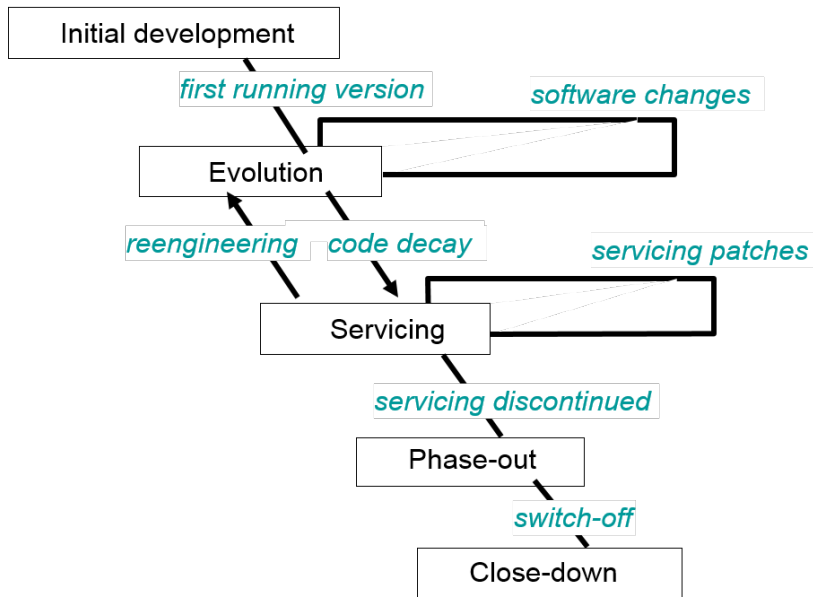 Initial development
first running version
software changes
Evolution
reengineering
code decay
servicing patches
Servicing
servicing discontinued
Phase-out
switch-off
Close-down